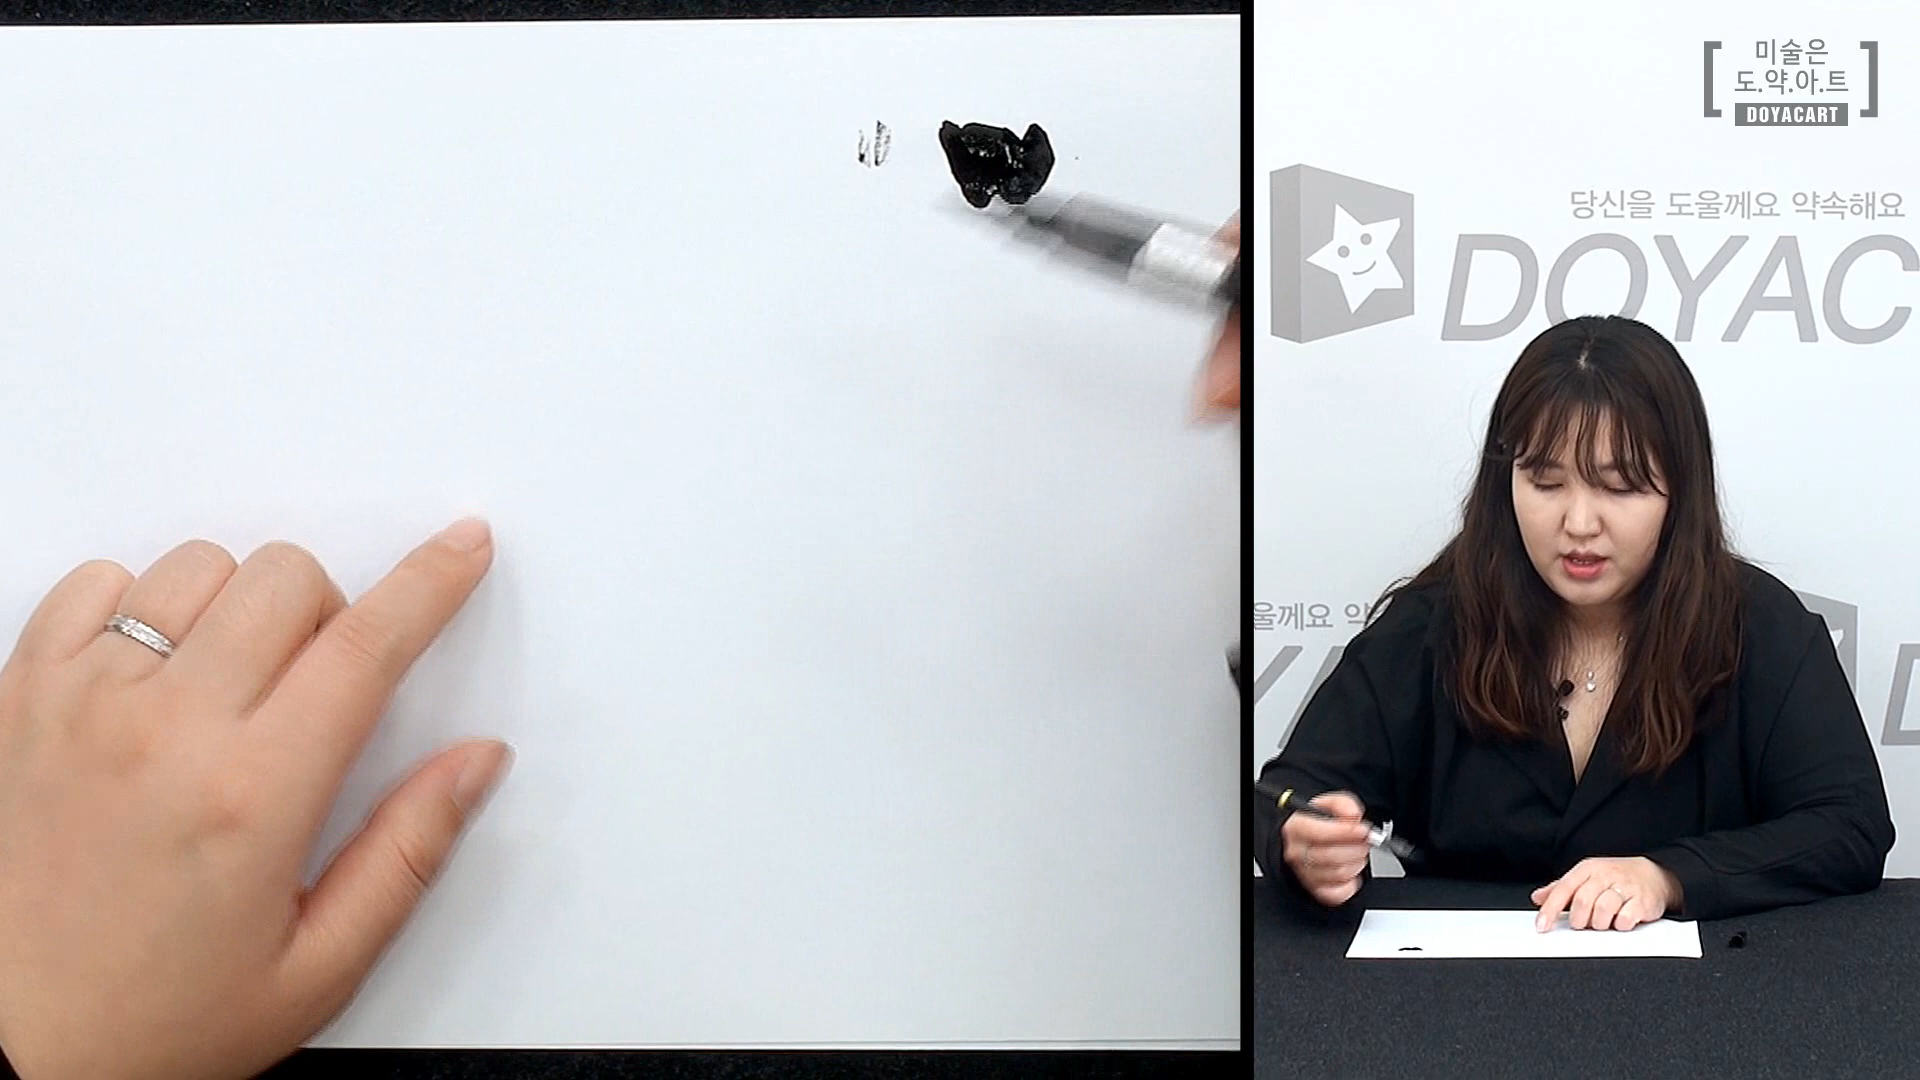 미술은
도.약.아.트
DOYACART
당신을 도울께요 약속해요
DOYAC
울께요 약